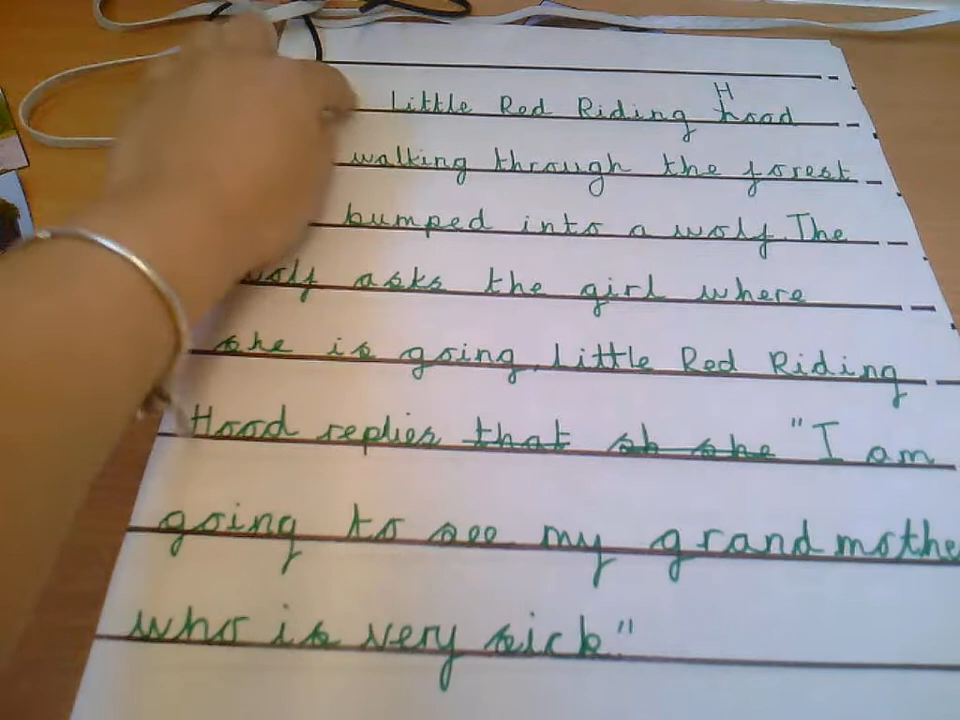 Little Red Riding Hood
walking through the forest
bumped into a wolf. The
wolf asks the girl where
she is going. Little Red Riding
Hood replies that sh she "I am
going to see my grandmothe
who is very sick"